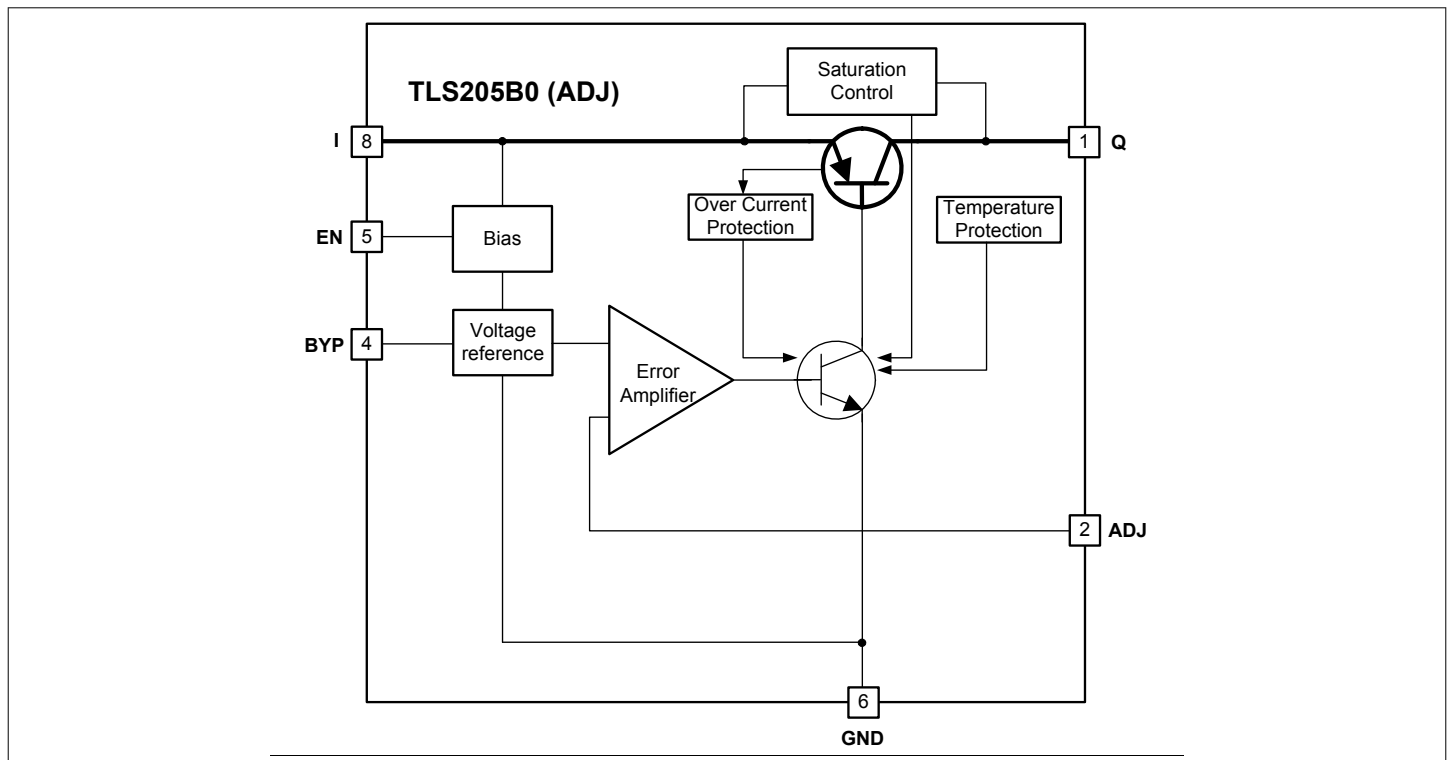 TLS205B0 (ADJ)
Saturation
Control
I
8
1
Q
Over Current
Protection
Temperature
Protection
EN
5
Bias
BYP
4
Voltage
reference
Error
Amplifier
2
ADJ
6
GND